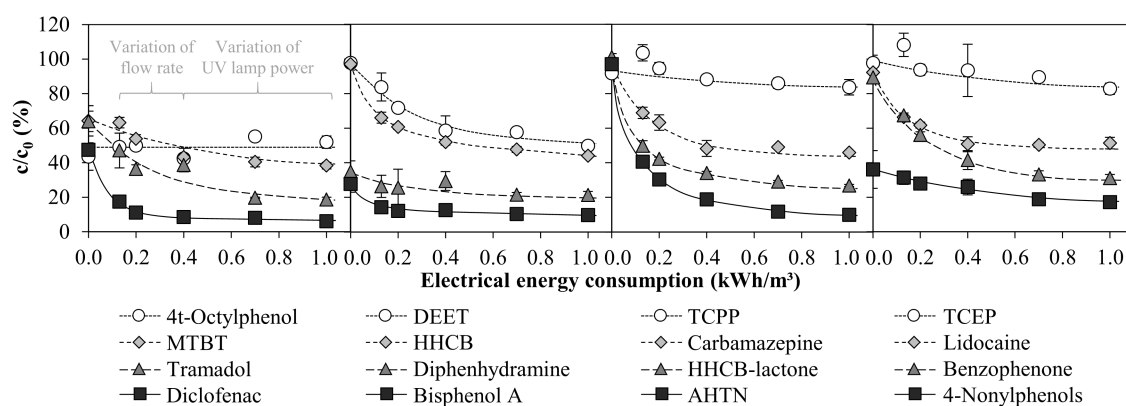 120
100
80
60
40
20
0
c/c₀ (%)
Variation of flow rate
Variation of UV lamp power
0.0 0.2 0.4 0.6 0.8 1.0
0.0 0.2 0.4 0.6 0.8 1.0
0.0 0.2 0.4 0.6 0.8 1.0
0.0 0.2 0.4 0.6 0.8 1.0
Electrical energy consumption (kWh/m³)
4t-Octylphenol DEET TCPP TCEP
MTBT HHCB Carbamazepine Lidocaine
Tramadol Diphenhydramine HHCB-lactone Benzophenone
Diclofenac Bisphenol A AHTN 4-Nonylphenols